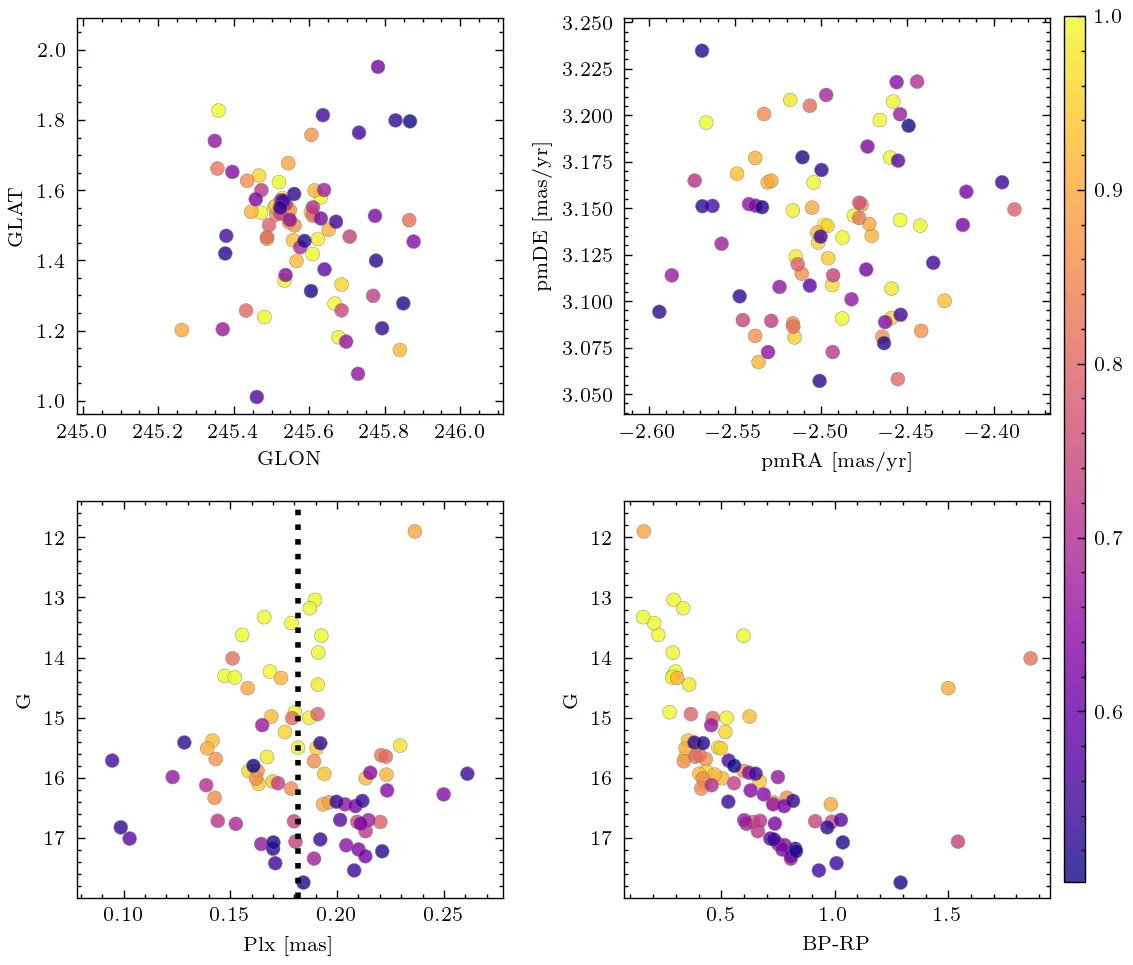 2.0
1.8
1.6
1.4
1.2
1.0
GLAT
245.0 245.2 245.4 245.6 245.8 246.0
GLON
3.250
3.225
3.200
3.175
3.150
3.125
3.100
3.075
3.050
pmDE [mas/yr]
−2.60 −2.55 −2.50 −2.45 −2.40
pmRA [mas/yr]
12
13
14
15
16
17
G
0.10 0.15 0.20 0.25
Plx [mas]
12
13
14
15
16
17
G
0.5 1.0 1.5
BP-RP
1.0
0.9
0.8
0.7
0.6